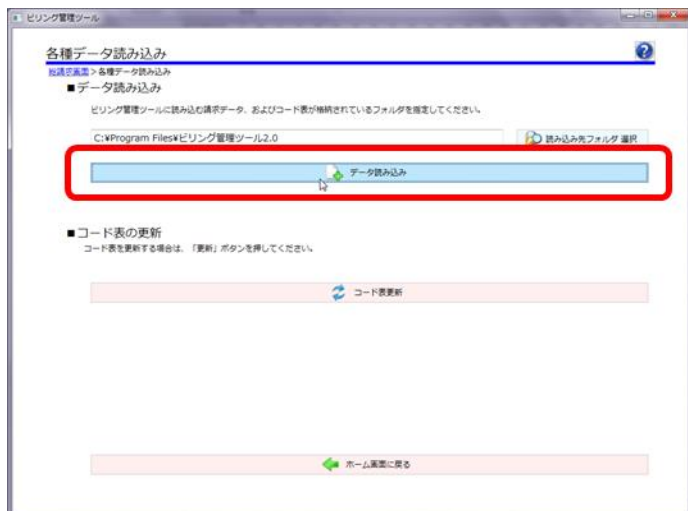 ビリング管理ツール
各種データ読み込み
総請求画面 > 各種データ読み込み
■データ読み込み
ビリング管理ツールに読み込む請求データ、およびコード表が格納されているフォルダを指定してください。
C:¥Program Files¥ビリング管理ツール2.0
読み込み先フォルダ 選択
データ読み込み
■コード表の更新
コード表を更新する場合は、「更新」ボタンを押してください。
コード表更新
ホーム画面に戻る